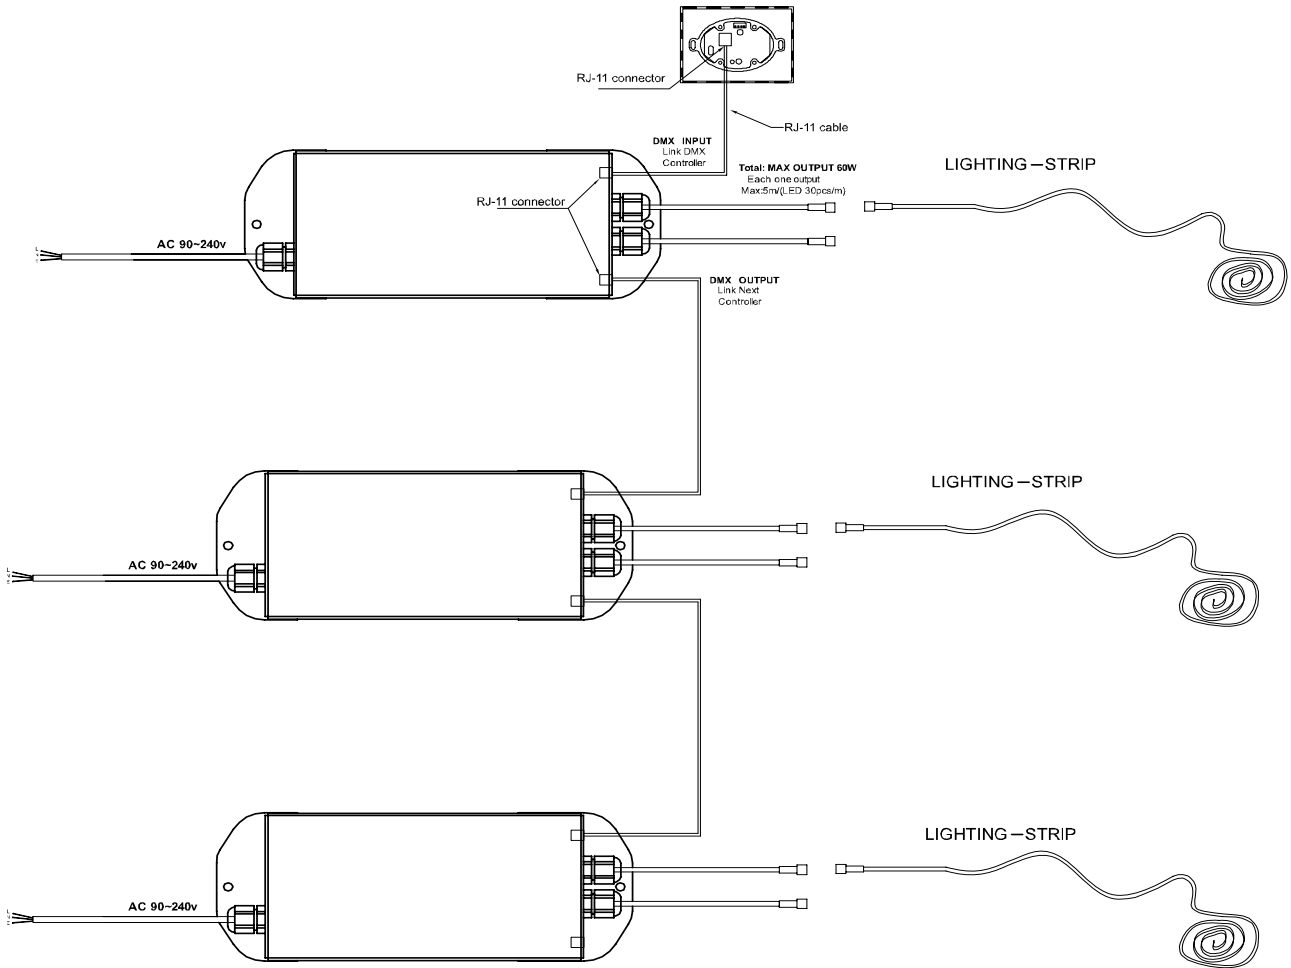 RJ-11 connector
RJ-11 cable
DMX INPUT
Link DMX
Controller
Total: MAX OUTPUT 60W
Each one output
Max:5m/(LED 30pcs/m)
LIGHTING-STRIP
RJ-11 connector
AC 90~240v
DMX OUTPUT
Link Next
Controller
LIGHTING-STRIP
AC 90~240v
LIGHTING-STRIP
AC 90~240v